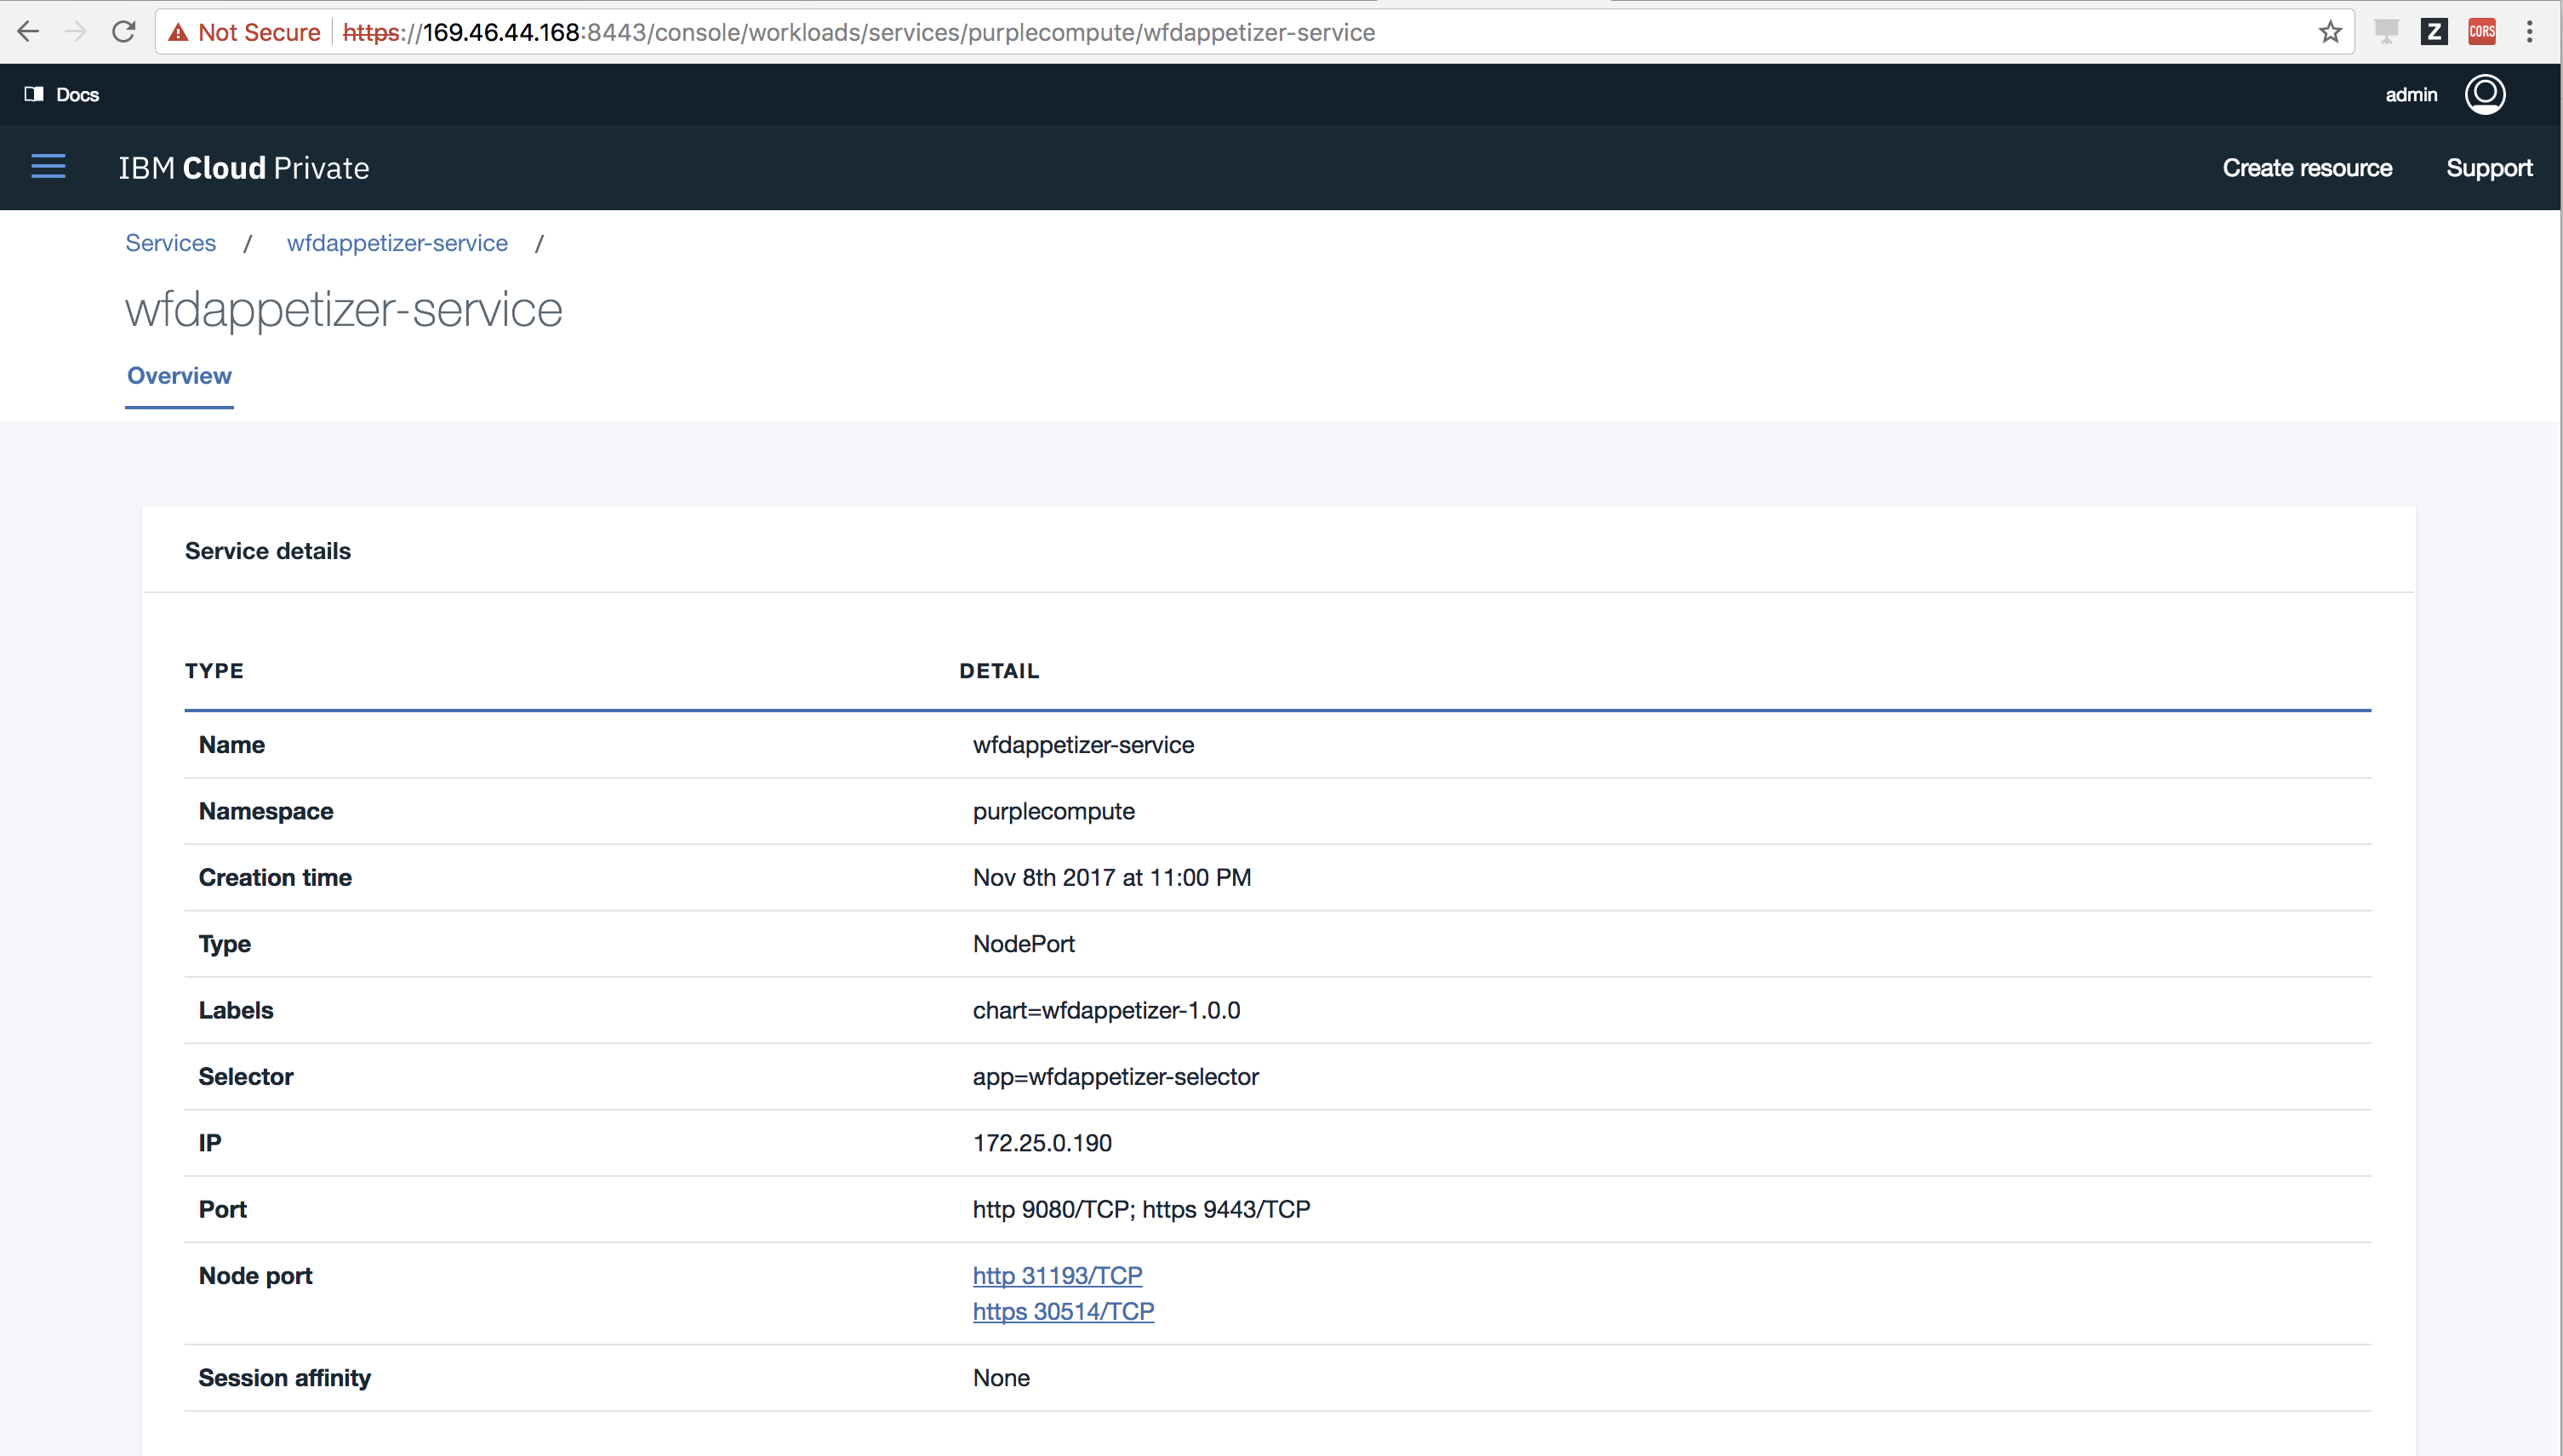 Not Secure https://169.46.44.168:8443/console/workloads/services/purplecompute/wfdappetizer-service Z CORS
Docs admin
IBM Cloud Private Create resource Support
Services / wfdappetizer-service /
wfdappetizer-service
Overview
Service details
TYPE DETAIL
Name wfdappetizer-service
Namespace purplecompute
Creation time Nov 8th 2017 at 11:00 PM
Type NodePort
Labels chart=wfdappetizer-1.0.0
Selector app=wfdappetizer-selector
IP 172.25.0.190
Port http 9080/TCP; https 9443/TCP
Node port http 31193/TCP
https 30514/TCP
Session affinity None